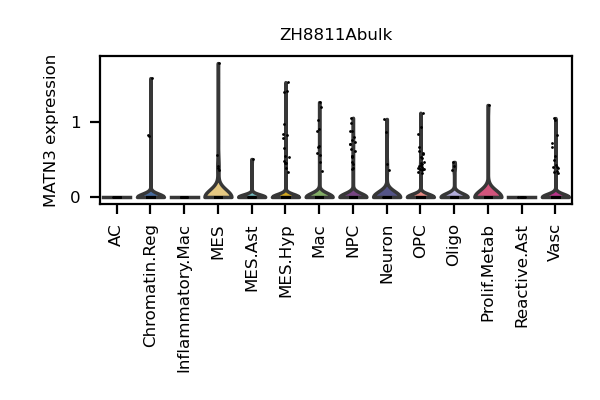 ZH8811Abulk
MATN3 expression
1
0
AC
Chromatin.Reg
Inflammatory.Mac
MES
MES.Ast
MES.Hyp
Mac
NPC
Neuron
OPC
Oligo
Prolif.Metab
Reactive.Ast
Vasc